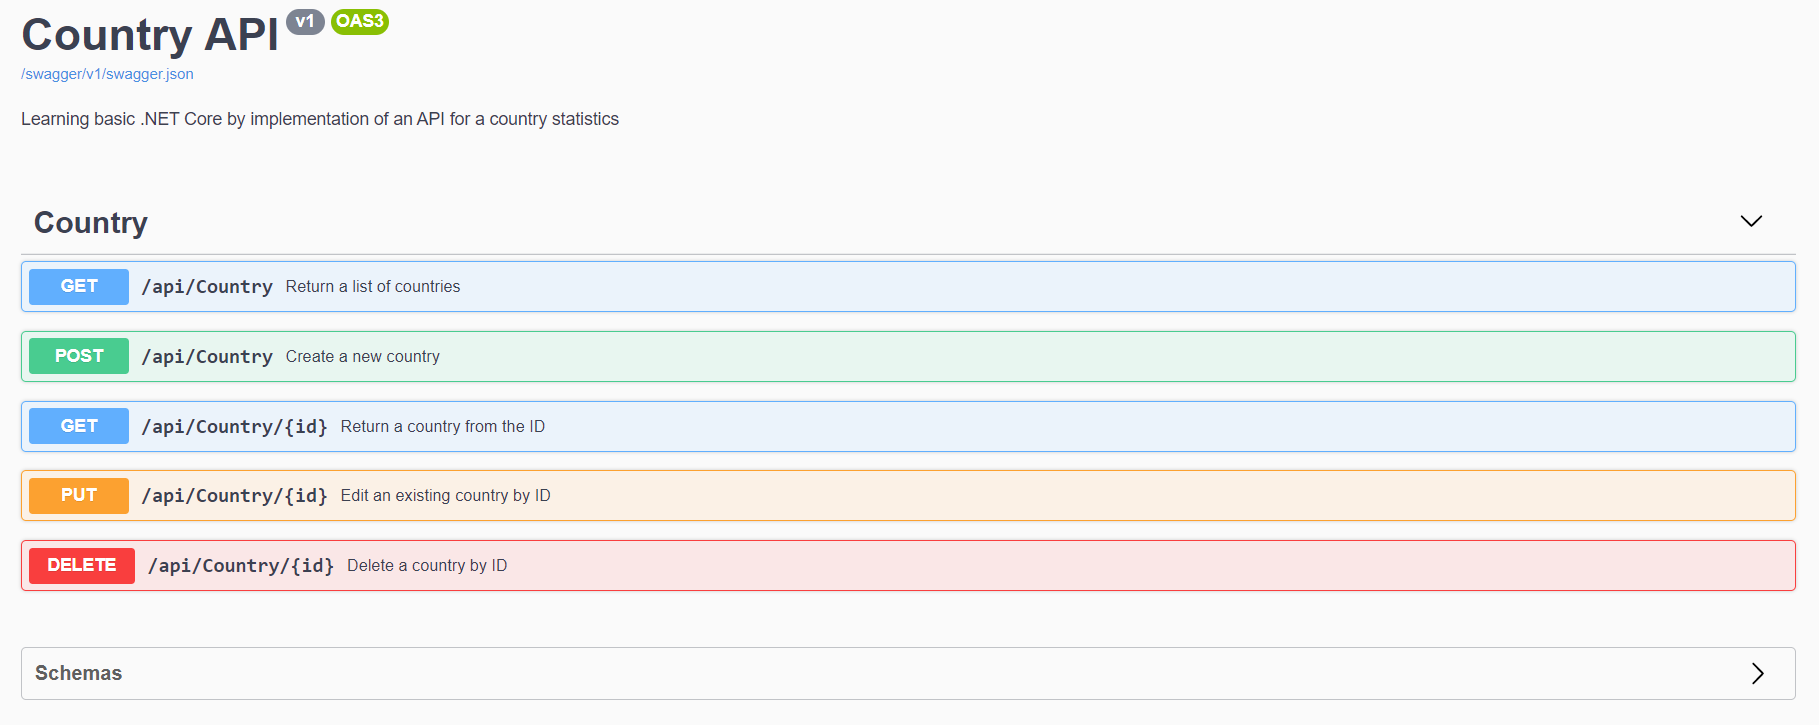 Country API v1 OAS3
/swagger/v1/swagger.json
Learning basic .NET Core by implementation of an API for a country statistics
Country
GET /api/Country Return a list of countries
POST /api/Country Create a new country
GET /api/Country/{id} Return a country from the ID
PUT /api/Country/{id} Edit an existing country by ID
DELETE /api/Country/{id} Delete a country by ID
Schemas